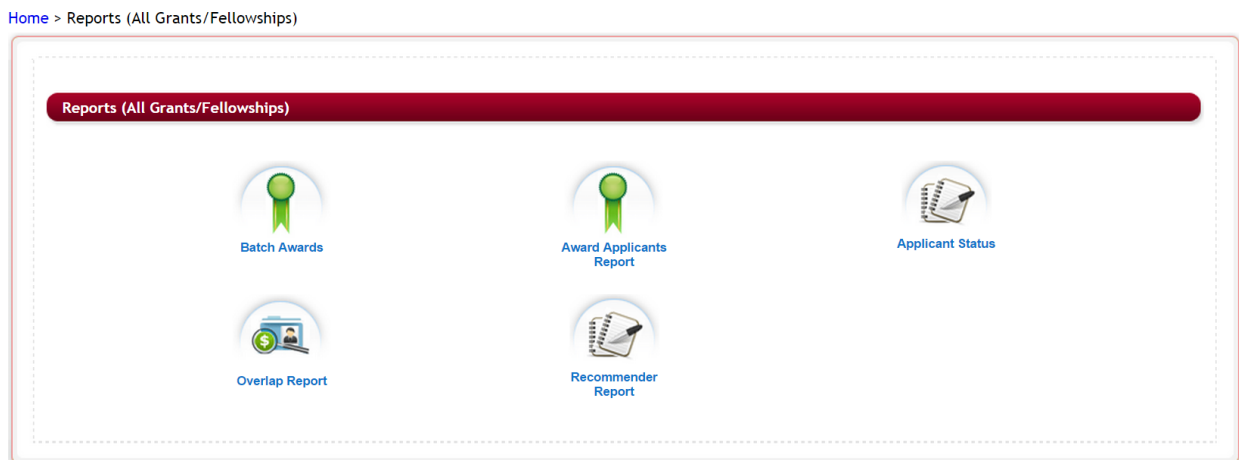 Home > Reports (All Grants/Fellowships)
Reports (All Grants/Fellowships)
Batch Awards
Award Applicants
Report
Applicant Status
Overlap Report
Recommender
Report